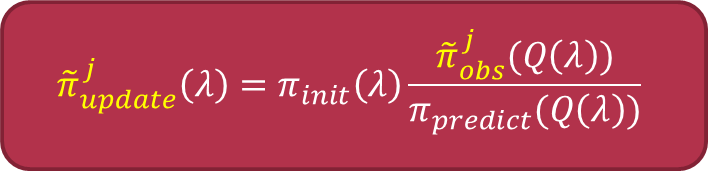 π̃ʲ_update(λ) = π_init(λ) π̃ʲ_obs(Q(λ)) / π_predict(Q(λ))